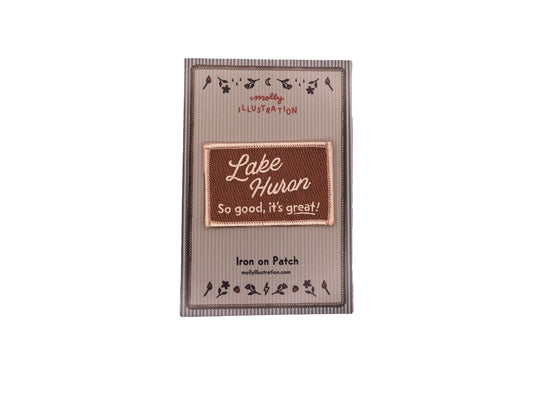 molly
ILLUSTRATION
Lake
Huron
So good, it's great!
Iron on Patch
mollyillustration.com